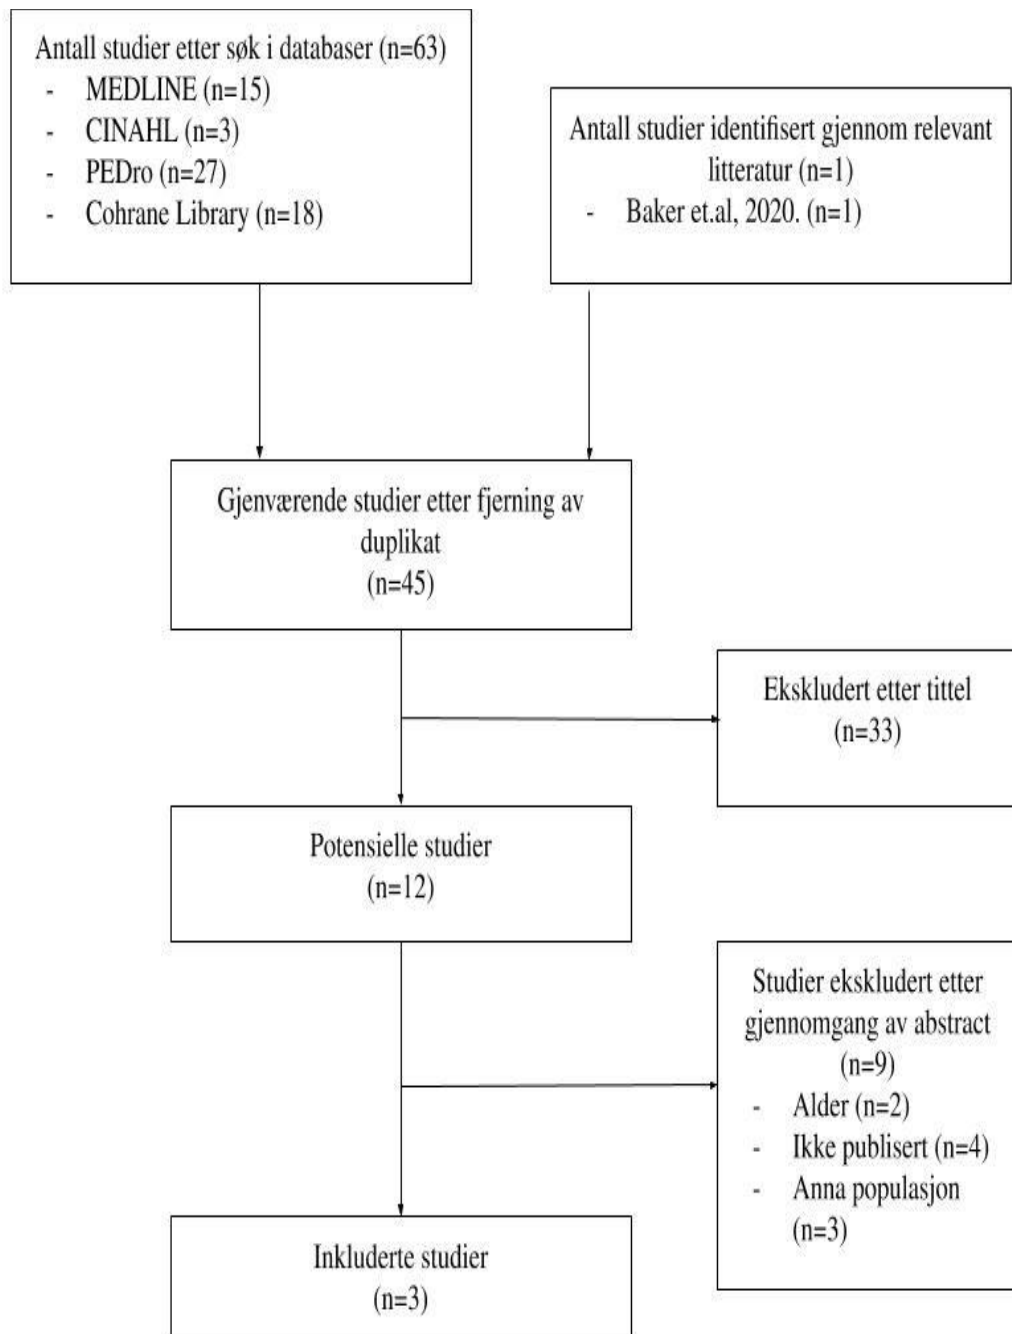 Antall studier etter søk i databaser (n=63)
- MEDLINE (n=15)
- CINAHL (n=3)
- PEDro (n=27)
- Cohrane Library (n=18)
Antall studier identifisert gjennom relevant
litteratur (n=1)
- Baker et.al, 2020. (n=1)
Gjenværende studier etter fjerning av
duplikat
(n=45)
Ekskludert etter tittel
(n=33)
Potensielle studier
(n=12)
Studier ekskludert etter
gjennomgang av abstract
(n=9)
- Alder (n=2)
- Ikke publisert (n=4)
- Anna populasjon
(n=3)
Inkluderte studier
(n=3)